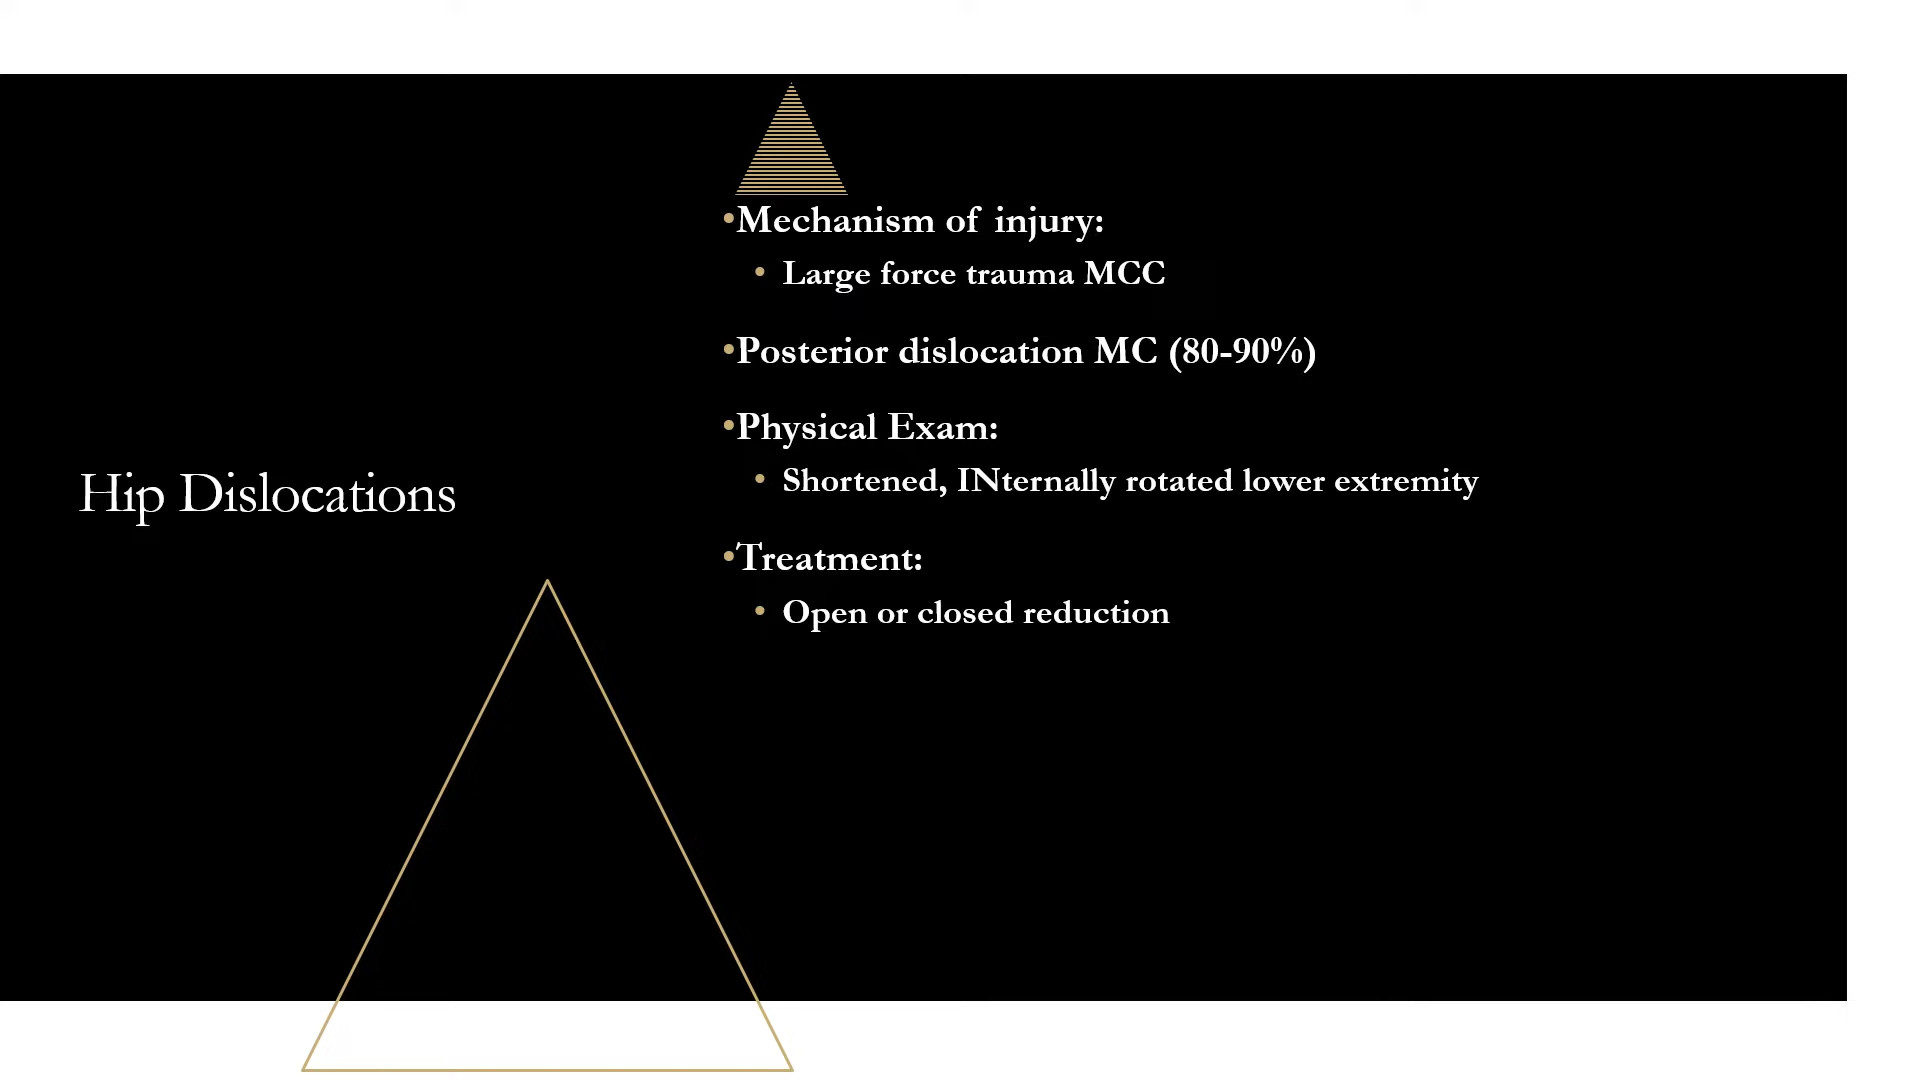 Hip Dislocations
•Mechanism of injury:
• Large force trauma MCC
•Posterior dislocation MC (80-90%)
•Physical Exam:
• Shortened, INternally rotated lower extremity
•Treatment:
• Open or closed reduction